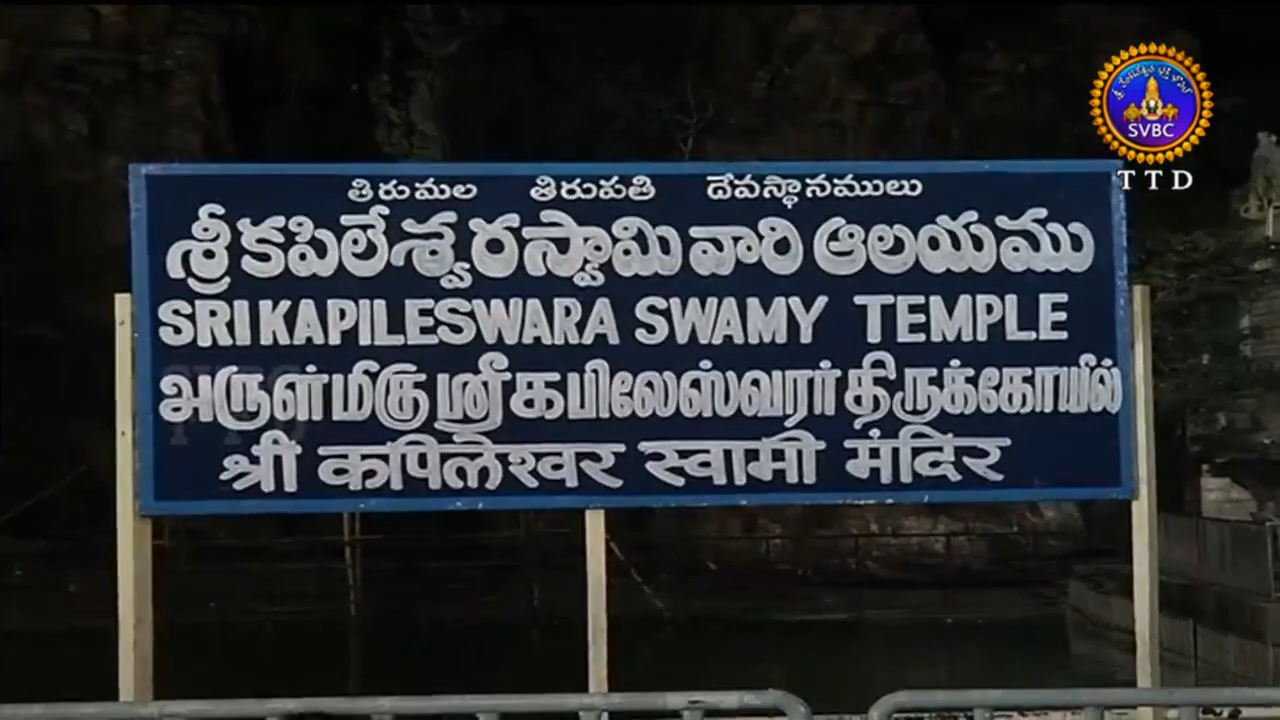 తిరుమల తిరుపతి దేవస్థానములు
శ్రీ కపిలేశ్వరస్వామి వారి ఆలయము
SRI KAPILESWARA SWAMY TEMPLE
அருள்மிகு ஸ்ரீ கபிலேஸ்வரர் திருக்கோயில்
श्री कपिलेश्वर स्वामी मंदिर
SVBC
TTD